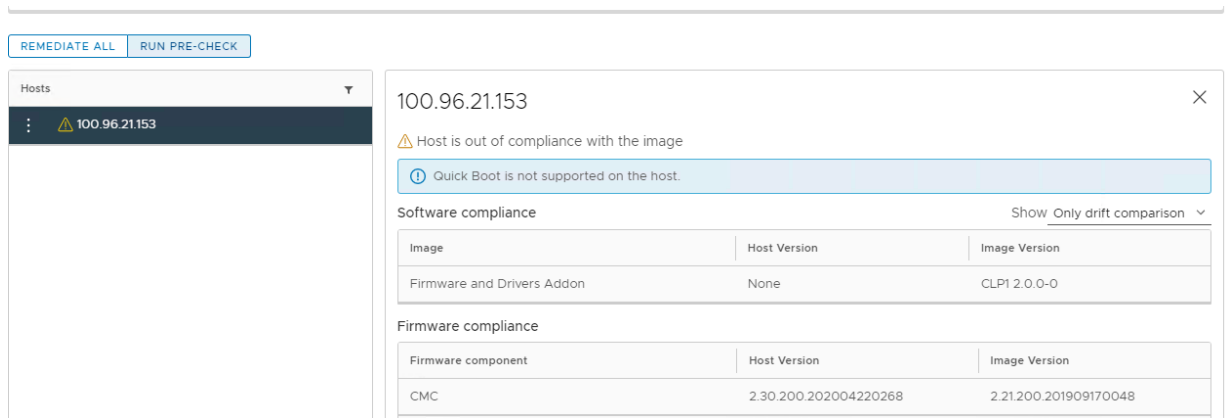 REMEDIATE ALL RUN PRE-CHECK
Hosts
100.96.21.153
100.96.21.153
Host is out of compliance with the image
Quick Boot is not supported on the host.
Software compliance Show Only drift comparison
Image Host Version Image Version
Firmware and Drivers Addon None CLP1 2.0.0-0
Firmware compliance
Firmware component Host Version Image Version
CMC 2.30.200.202004220268 2.21.200.201909170048